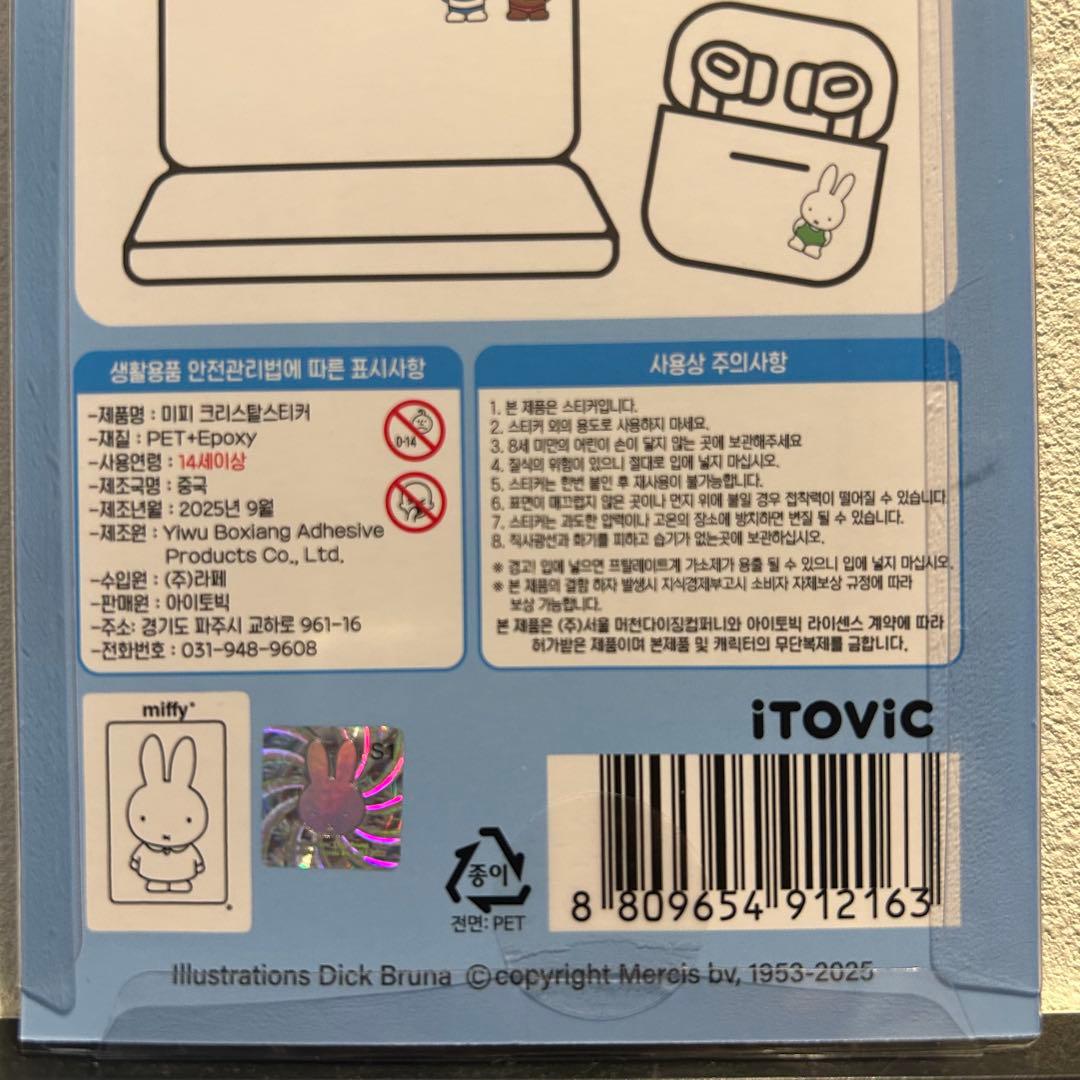 생활용품 안전관리법에 따른 표시사항
-제품명 : 미피 크리스탈스티커
-재질 : PET+Epoxy
-사용연령 : 14세이상
-제조국명 : 중국
-제조년월 : 2025년 9월
-제조원 : Yiwu Boxiang Adhesive
Products Co., Ltd.
-수입원 : (주)라페
-판매원 : 아이토빅
-주소: 경기도 파주시 교하로 961-16
-전화번호 : 031-948-9608
0-14
사용상 주의사항
1. 본 제품은 스티커입니다.
2. 스티커 외의 용도로 사용하지 마세요.
3. 8세 미만의 어린이 손이 닿지 않는 곳에 보관해주세요
4. 질식의 위험이 있으니 절대로 입에 넣지 마십시오.
5. 스티커는 한번 붙인 후 재사용이 불가능합니다.
6. 표면이 매끄럽지 않은 곳이나 먼지 위에 붙일 경우 접착력이 떨어질 수 있습니다.
7. 스티커는 과도한 압력이나 고온의 장소에 방치하면 변질 될 수 있습니다.
8. 직사광선과 화기를 피하고 습기가 없는곳에 보관하십시오.
※ 경고! 입에 넣으면 프탈레이트계 가소제가 용출 될 수 있으니 입에 넣지 마십시오.
※ 본 제품의 결함 하자 발생시 지식경제부고시 소비자 자체보상 규정에 따라
보상 가능합니다.
본 제품은 (주)서울 머천다이징컴퍼니와 아이토빅 라이센스 계약에 따라
허가받은 제품이며 본제품 및 캐릭터의 무단복제를 금합니다.
miffy
S1
iTOViC
종이
전면: PET
8 809654 912163
Illustrations Dick Bruna © copyright Mercis bv, 1953-2025